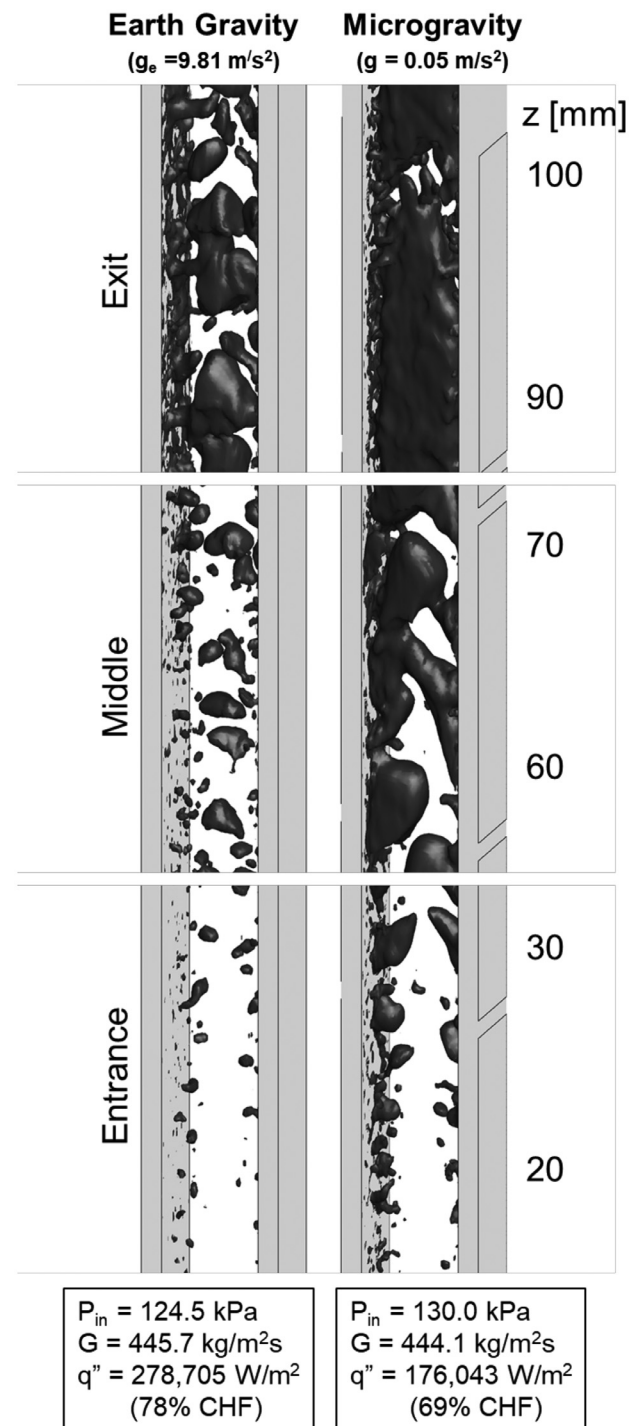 Earth Gravity
(gₑ =9.81 m/s²)
Microgravity
(g = 0.05 m/s²)
z [mm]
Exit
100
90
Middle
70
60
Entrance
30
20
Pᵢₙ = 124.5 kPa
G = 445.7 kg/m²s
q” = 278,705 W/m²
(78% CHF)
Pᵢₙ = 130.0 kPa
G = 444.1 kg/m²s
q” = 176,043 W/m²
(69% CHF)